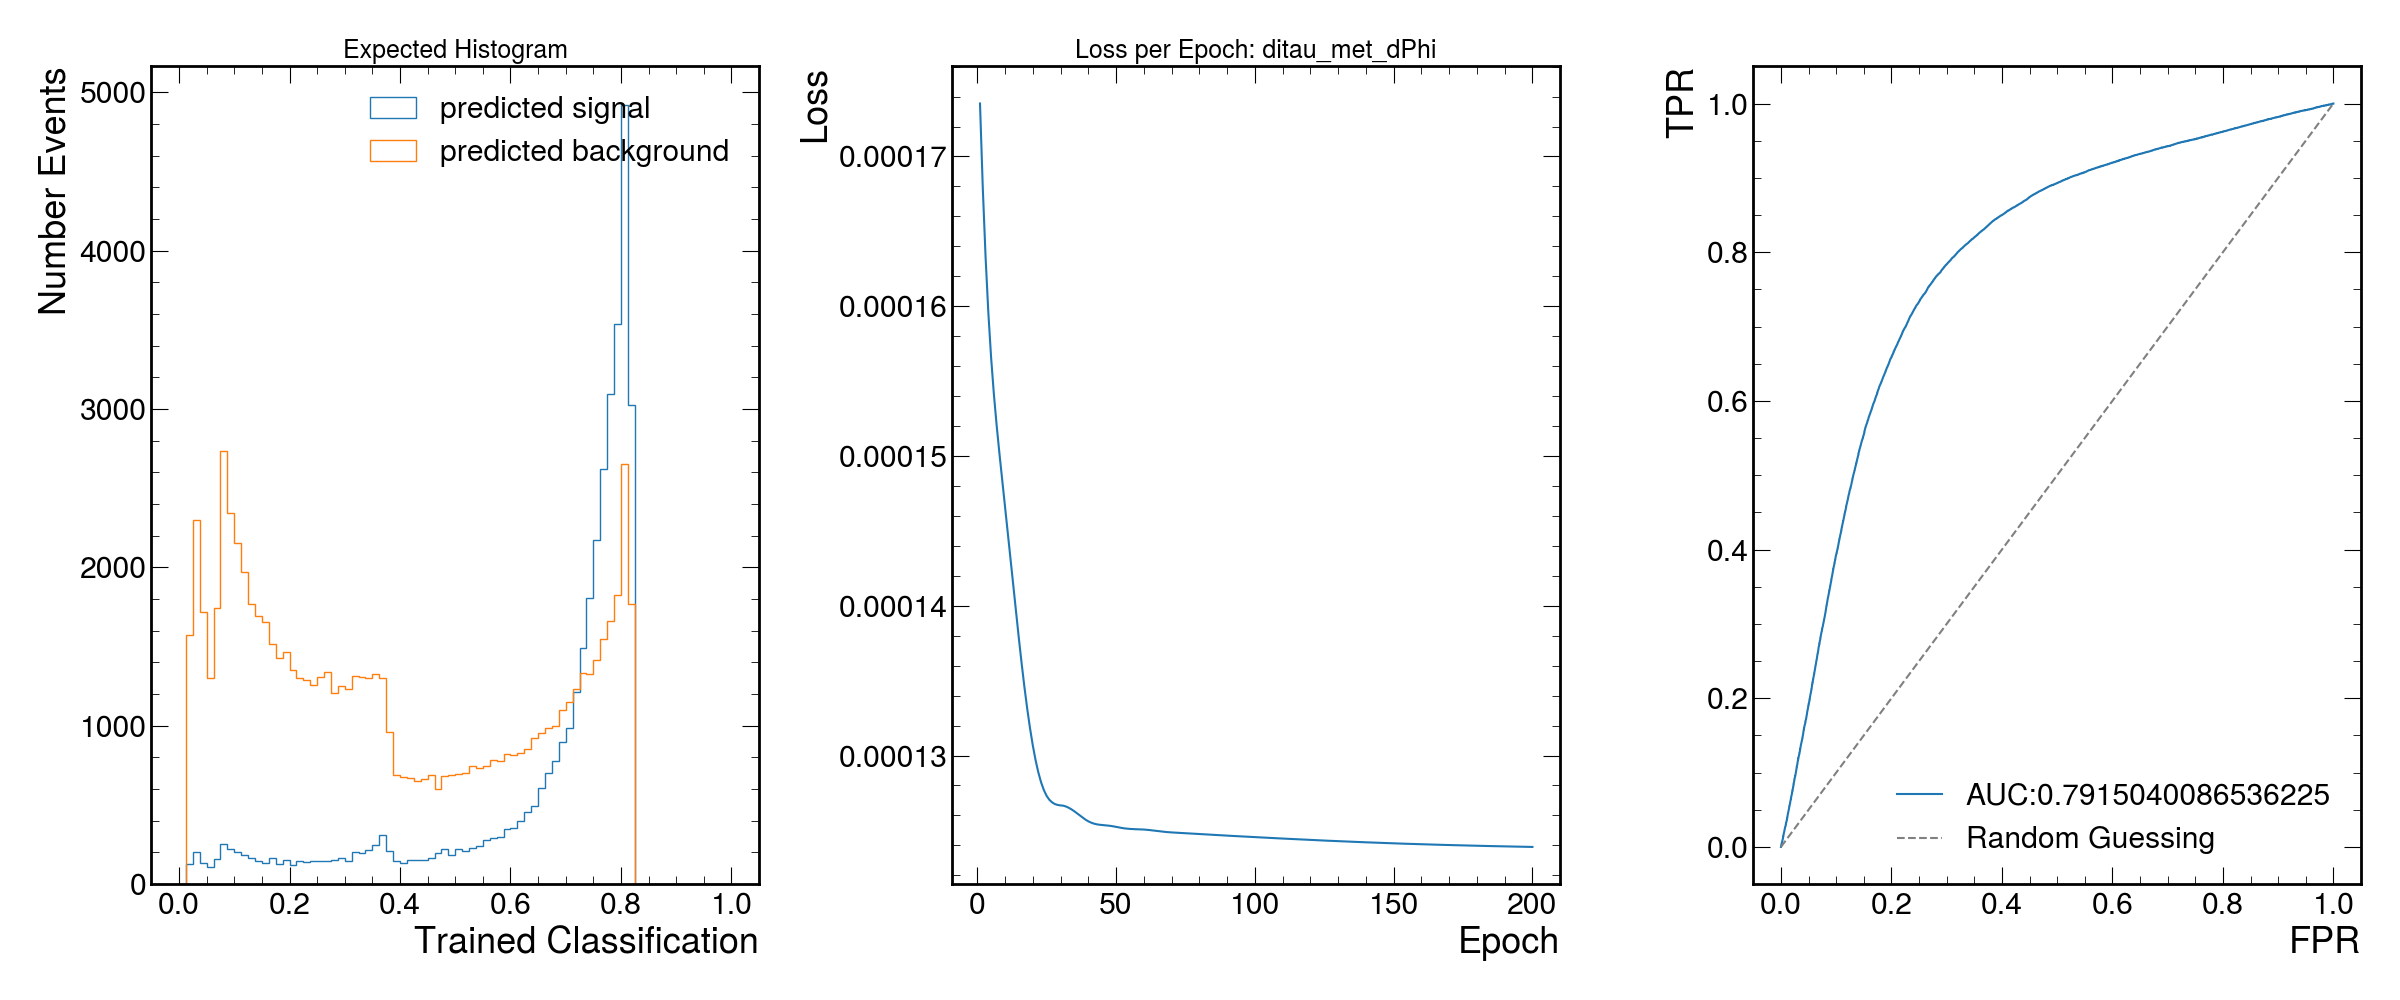 Expected Histogram
Number Events
5000
4000
3000
2000
1000
0
predicted signal
predicted background
0.0 0.2 0.4 0.6 0.8 1.0
Trained Classification
Loss per Epoch: ditau_met_dPhi
Loss
0.00017
0.00016
0.00015
0.00014
0.00013
0 50 100 150 200
Epoch
TPR
1.0
0.8
0.6
0.4
0.2
0.0
AUC:0.7915040086536225
Random Guessing
0.0 0.2 0.4 0.6 0.8 1.0
FPR